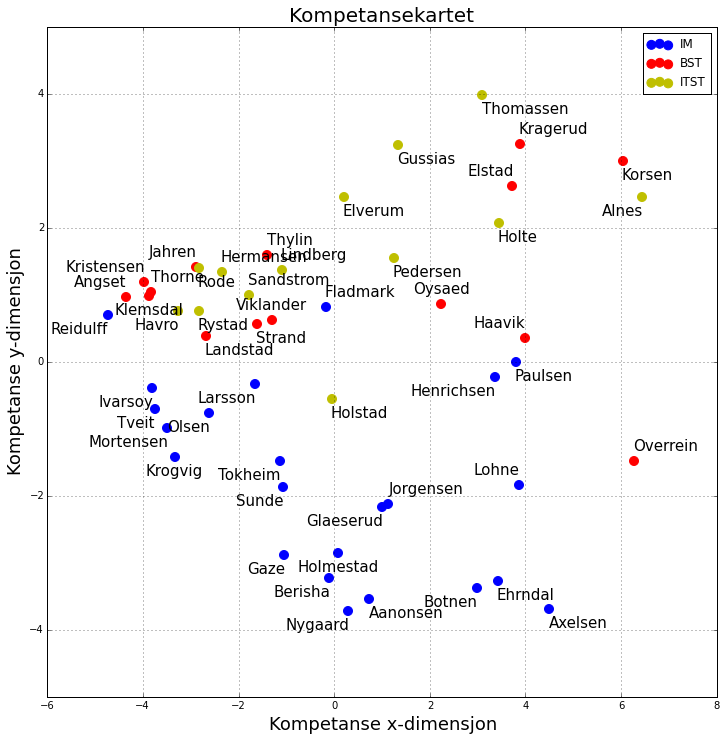 Kompetansekartet
IM
BST
ITST
4
Thomassen
Kragerud
Gussias
Elstad
Korsen
Elverum
Alnes
2
Holte
Thylin
Jahren
Hermansen
Lindberg
Kristensen
Thorne
Pedersen
Angset
Rode
Sandstrom
Oysaed
Fladmark
Klemsdal
Viklander
Reidulff
Havro
Rystad
Haavik
Strand
Landstad
0
Paulsen
Henrichsen
Ivarsoy
Larsson
Holstad
Tveit
Olsen
Mortensen
Overrein
Krogvig
Tokheim
Lohne
−2
Jorgensen
Sunde
Glaeserud
Gaze
Holmestad
Berisha
Ehrndal
Botnen
Aanonsen
Nygaard
Axelsen
−4
−6 −4 −2 0 2 4 6 8
Kompetanse x-dimensjon
Kompetanse y-dimensjon